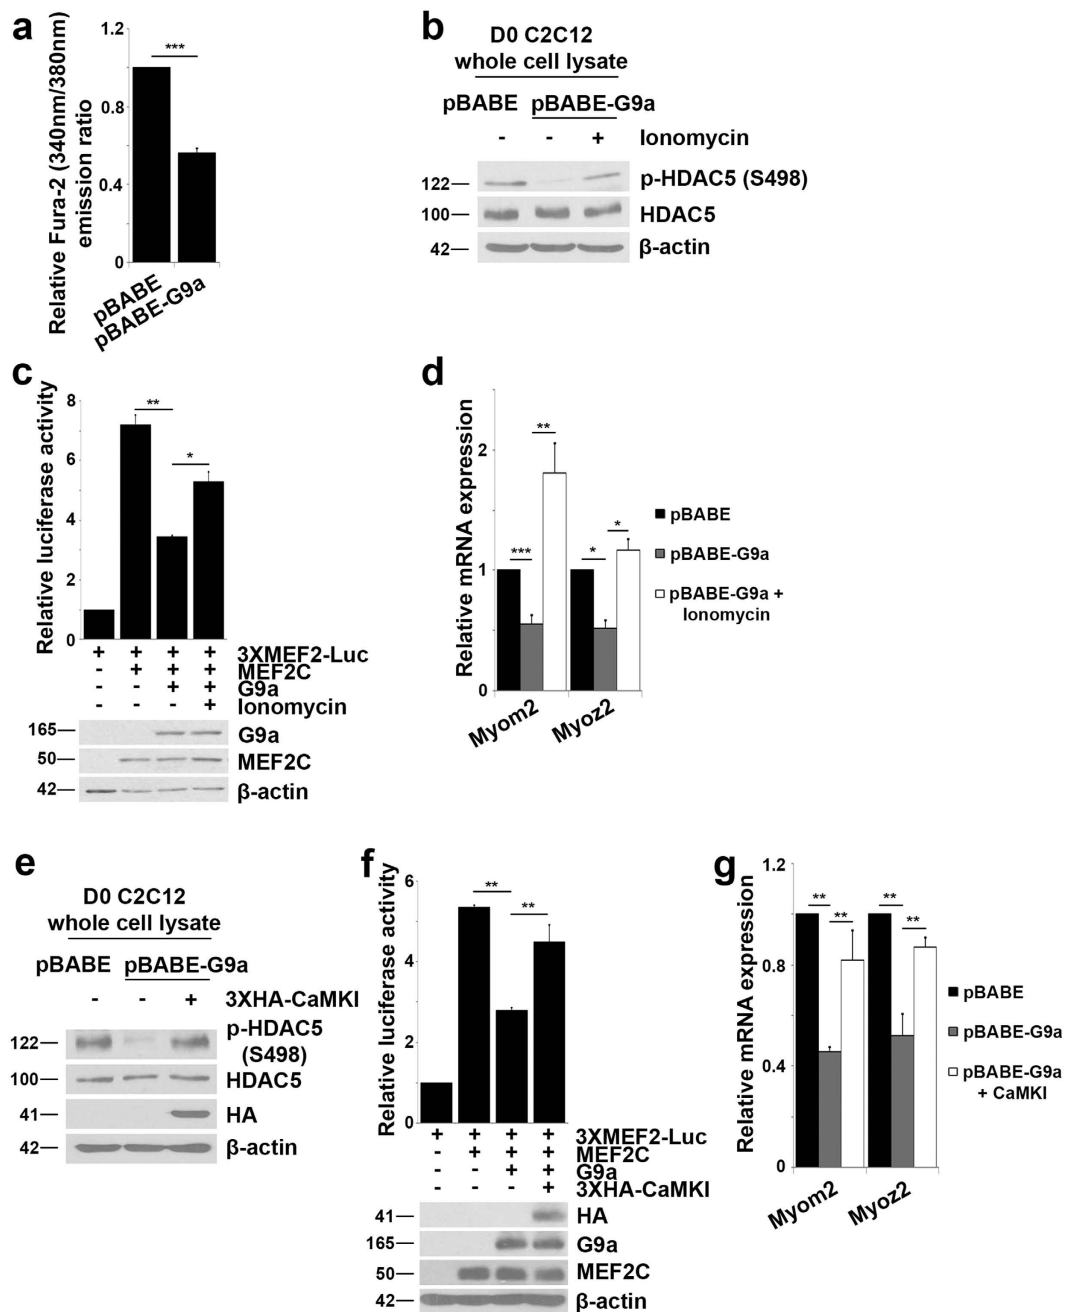 a
Relative Fura-2 (340nm/380nm)
emission ratio
1.2
0.8
0.4
0
***
pBABE
pBABE-G9a
b
D0 C2C12
whole cell lysate
pBABE pBABE-G9a
- - + Ionomycin
122 p-HDAC5 (S498)
100 HDAC5
42 β-actin
c
Relative luciferase activity
8
6
4
2
0
**
*
+ + + + 3XMEF2-Luc
- + + + MEF2C
- - + + G9a
- - - + Ionomycin
165 G9a
50 MEF2C
42 β-actin
d
Relative mRNA expression
2
1
0
***
**
*
*
Myom2
Myoz2
pBABE
pBABE-G9a
pBABE-G9a +
Ionomycin
e
D0 C2C12
whole cell lysate
pBABE pBABE-G9a
- - + 3XHA-CaMKI
122 p-HDAC5
(S498)
100 HDAC5
41 HA
42 β-actin
f
Relative luciferase activity
6
4
2
0
**
**
+ + + + 3XMEF2-Luc
- + + + MEF2C
- - + + G9a
- - - + 3XHA-CaMKI
41 HA
165 G9a
50 MEF2C
42 β-actin
g
Relative mRNA expression
1.2
0.8
0.4
0
**
**
**
**
Myom2
Myoz2
pBABE
pBABE-G9a
pBABE-G9a
+ CaMKI